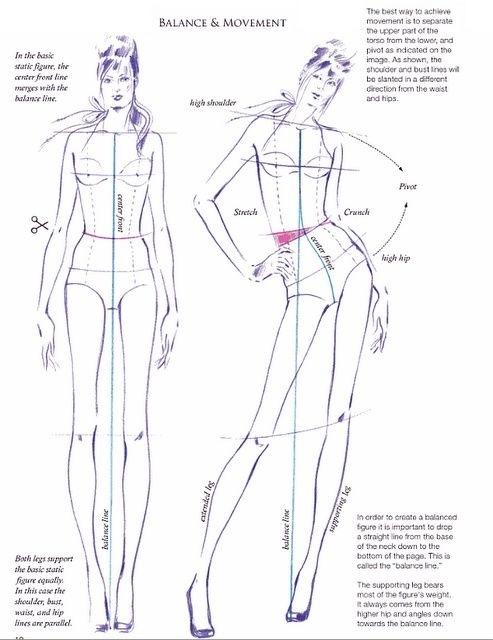 BALANCE & MOVEMENT
The best way to achieve
movement is to separate
the upper part of the
torso from the lower, and
pivot as indicated on the
image. As shown, the
shoulder and bust lines will
be slanted in a different
direction from the waist
and hips.
In the basic
static figure, the
center front line
merges with the
balance line.
high shoulder
Pivot
Stretch
Crunch
center front
center front
high hip
extended leg
supporting leg
balance line
balance line
In order to create a balanced
figure it is important to drop
a straight line from the base
of the neck down to the
bottom of the page. This is
called the "balance line."
The supporting leg bears
most of the figure's weight.
It always comes from the
higher hip and angles down
towards the balance line.
Both legs support
the basic static
figure equally.
In this case the
shoulder, bust,
waist, and hip
lines are parallel.